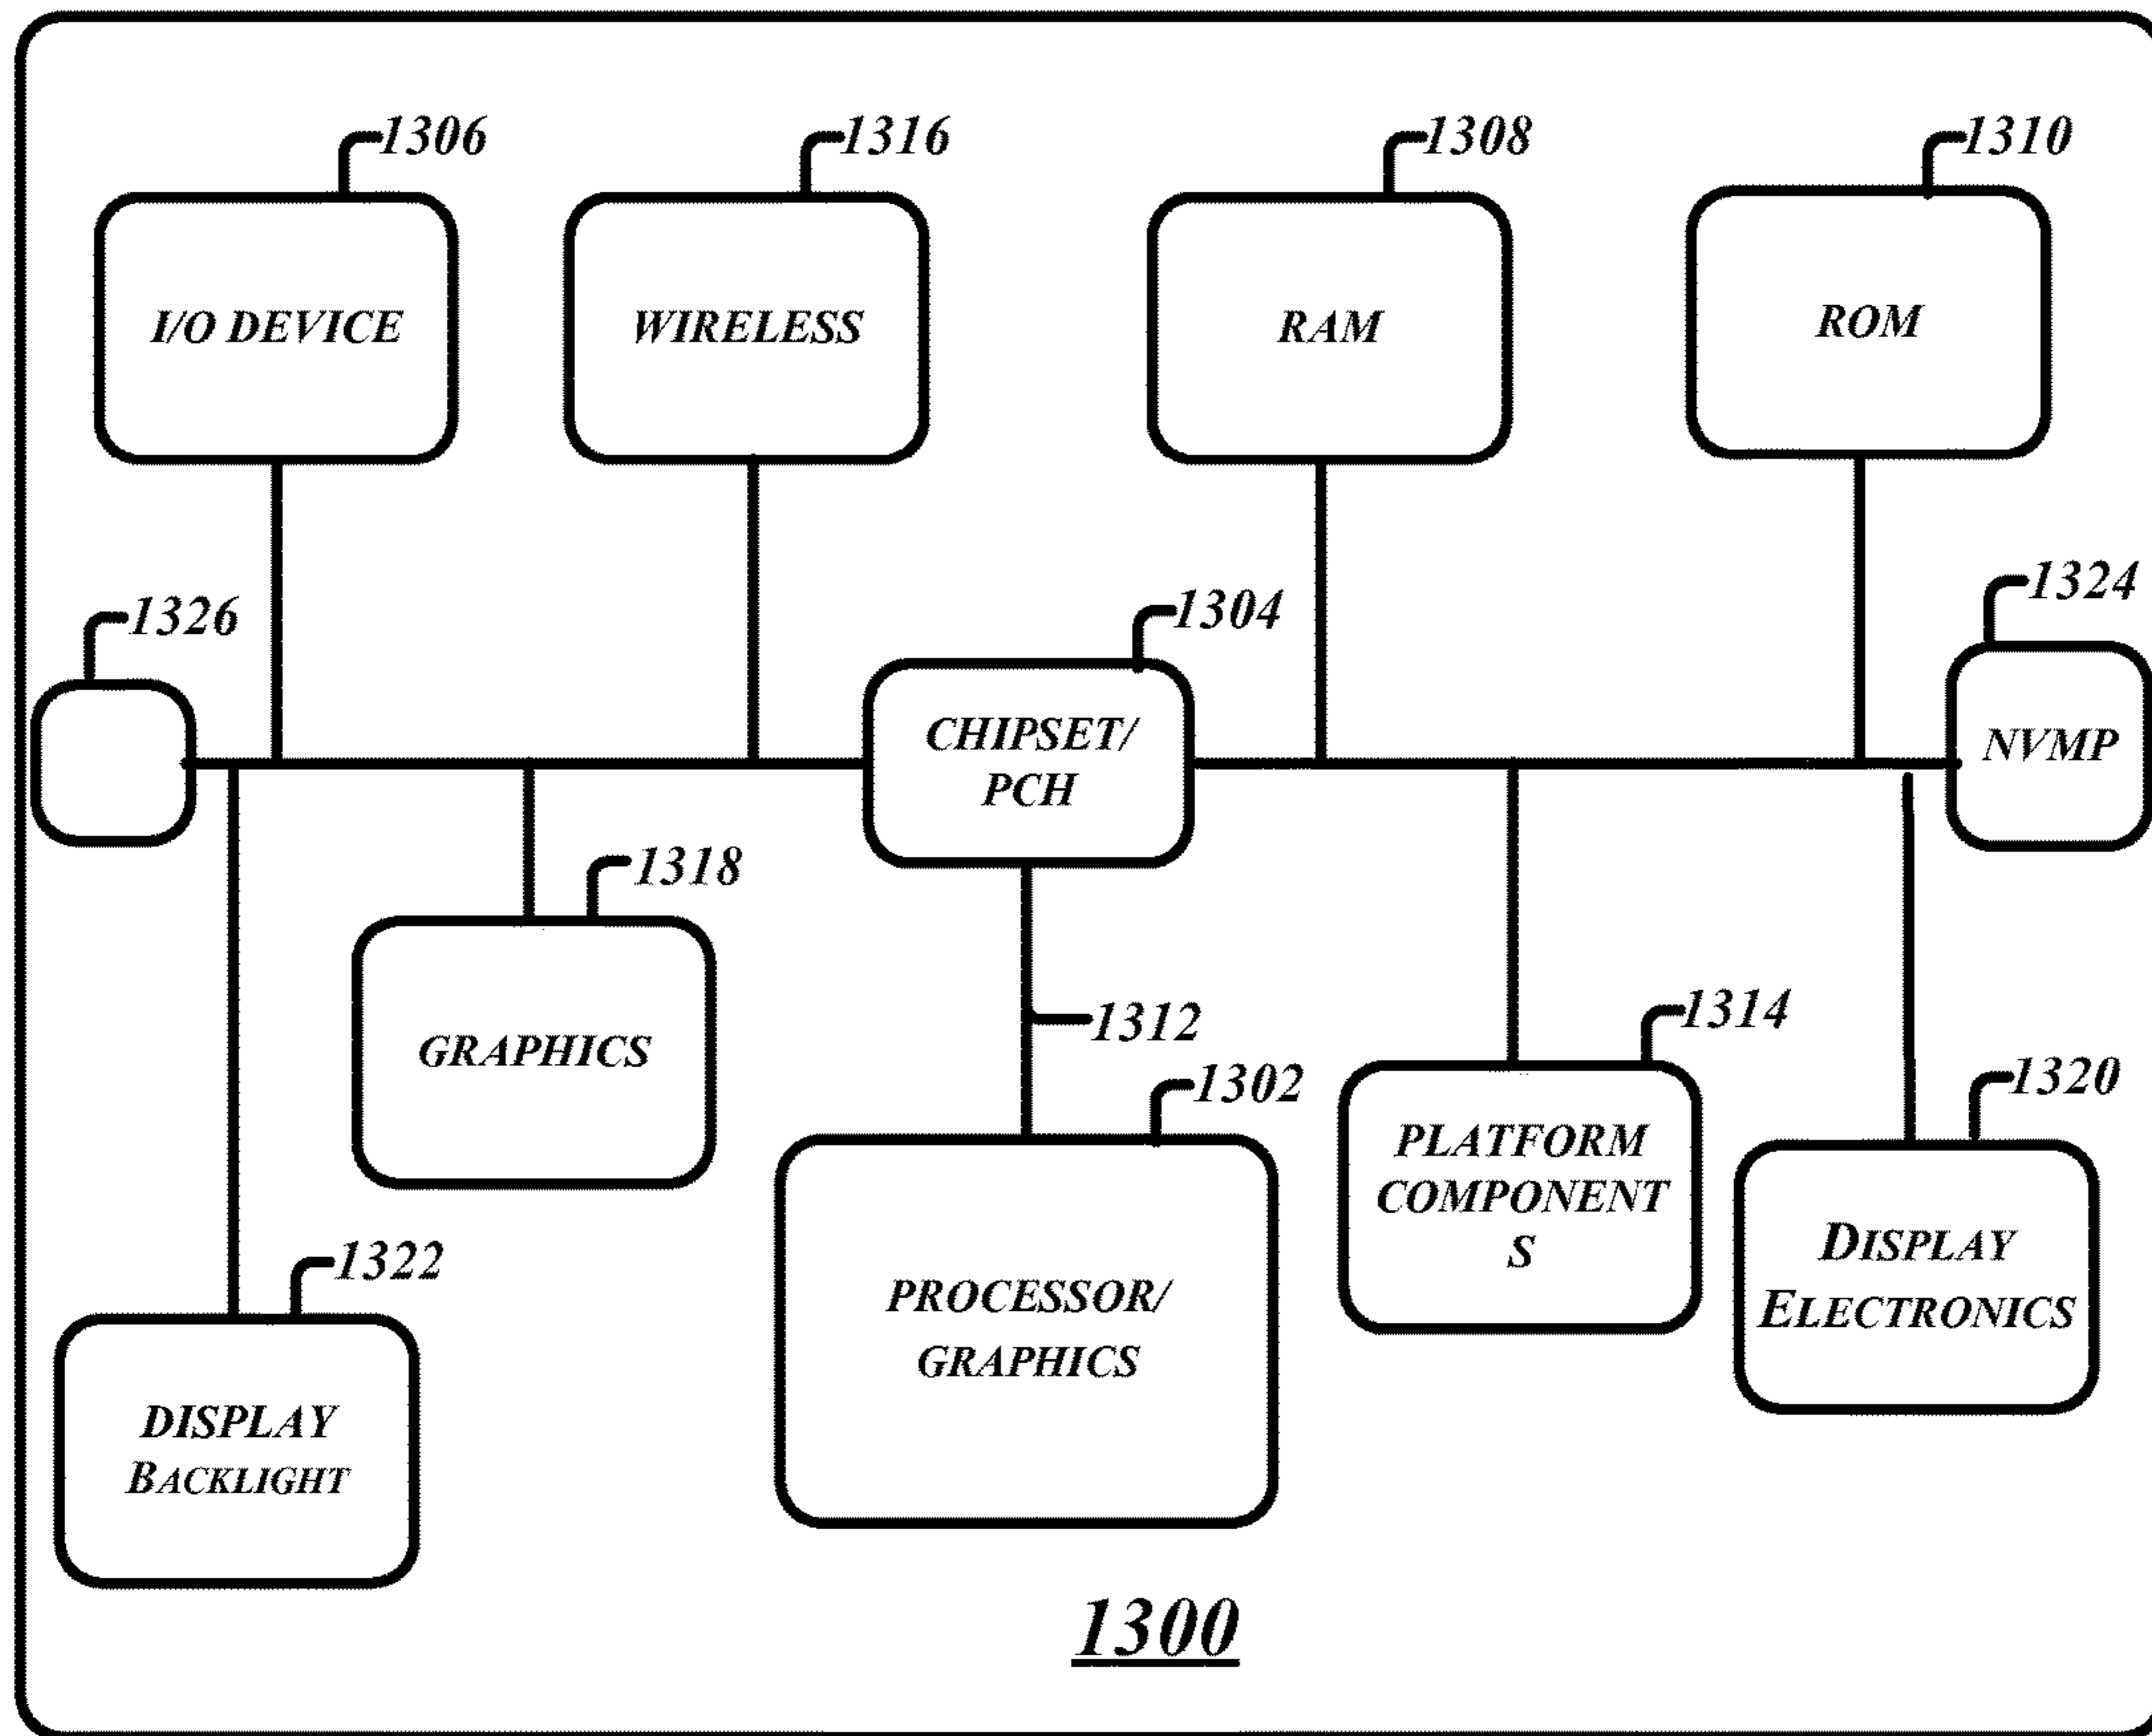 1306
1316
1308
1310
I/O DEVICE
WIRELESS
RAM
ROM
1326
1304
1324
CHIPSET/
PCH
NVMP
1318
GRAPHICS
1312
1314
1302
1320
PLATFORM
COMPONENT
S
DISPLAY
ELECTRONICS
1322
PROCESSOR/
GRAPHICS
DISPLAY
BACKLIGHT
1300